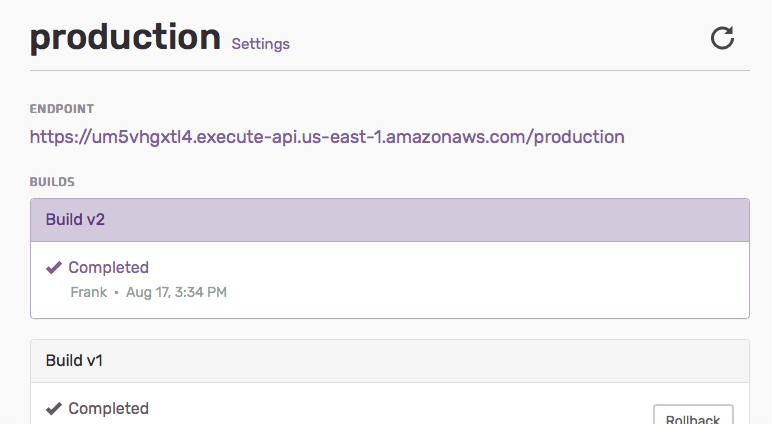 production Settings
ENDPOINT
https://um5vhgxtl4.execute-api.us-east-1.amazonaws.com/production
BUILDS
Build v2
Completed
Frank • Aug 17, 3:34 PM
Build v1
Completed
Rollback